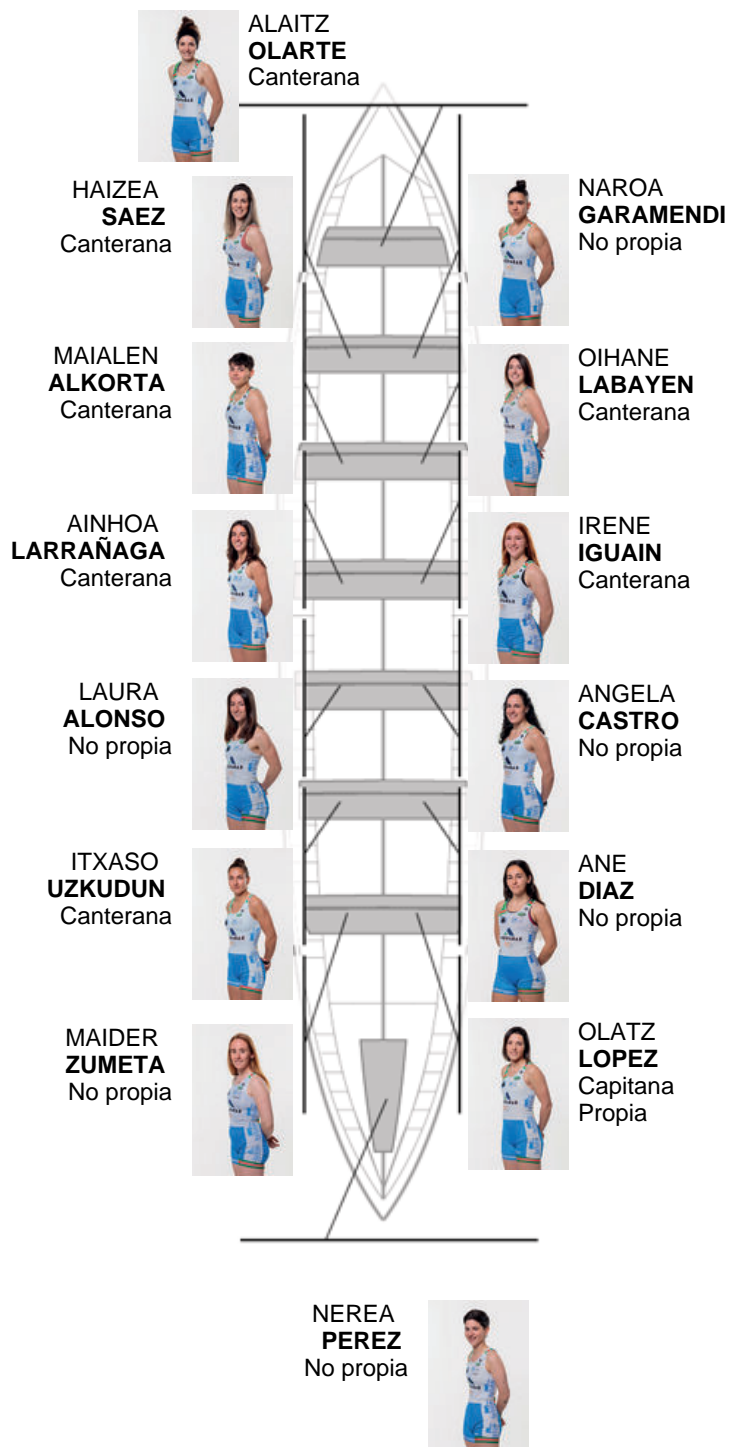 ALAITZ
OLARTE
Canterana
HAIZEA
SAEZ
Canterana
NAROA
GARAMENDI
No propia
MAIALEN
ALKORTA
Canterana
OIHANE
LABAYEN
Canterana
AINHOA
LARRAÑAGA
Canterana
IRENE
IGUAIN
Canterana
LAURA
ALONSO
No propia
ANGELA
CASTRO
No propia
ITXASO
UZKUDUN
Canterana
ANE
DIAZ
No propia
MAIDER
ZUMETA
No propia
OLATZ
LOPEZ
Capitana
Propia
NEREA
PEREZ
No propia